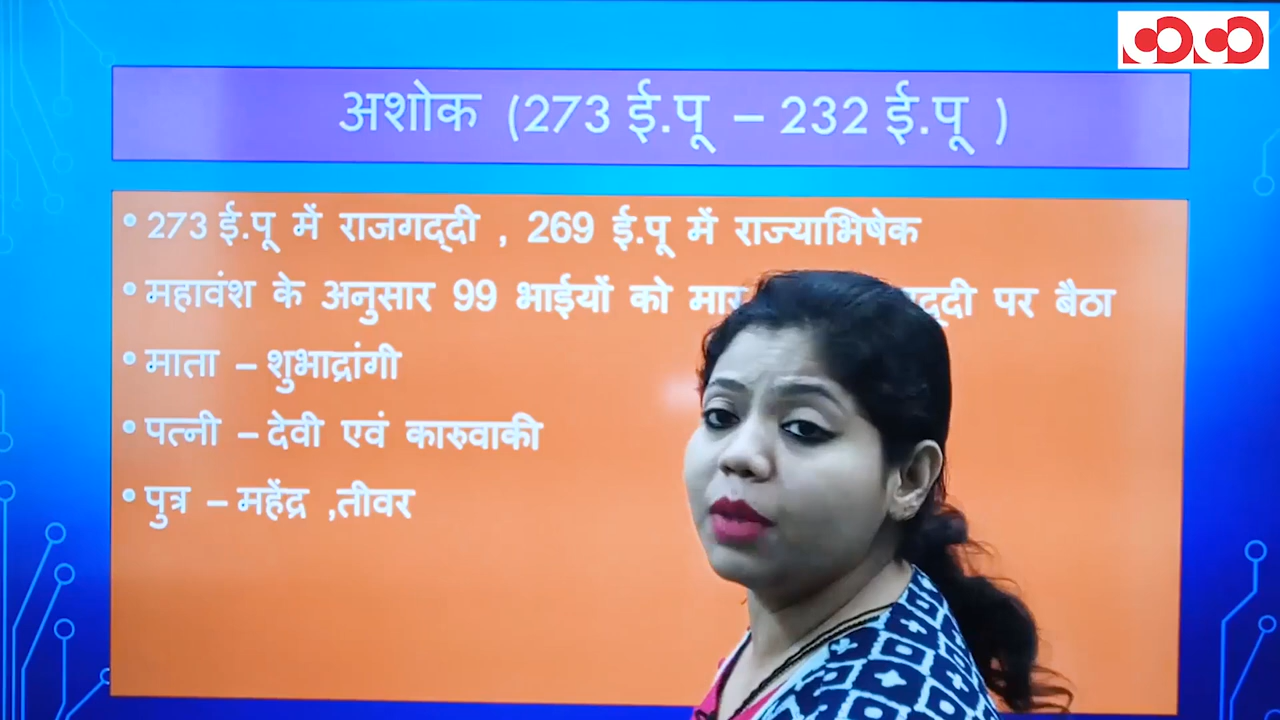 अशोक (273 ई.पू – 232 ई.पू )
• 273 ई.पू में राजगद्दी , 269 ई.पू में राज्याभिषेक
• महावंश के अनुसार 99 भाईयों को मार पर बैठा
• माता – शुभाद्रांगी
• पत्नी – देवी एवं कारुवाकी
• पुत्र – महेंद्र ,तीवर